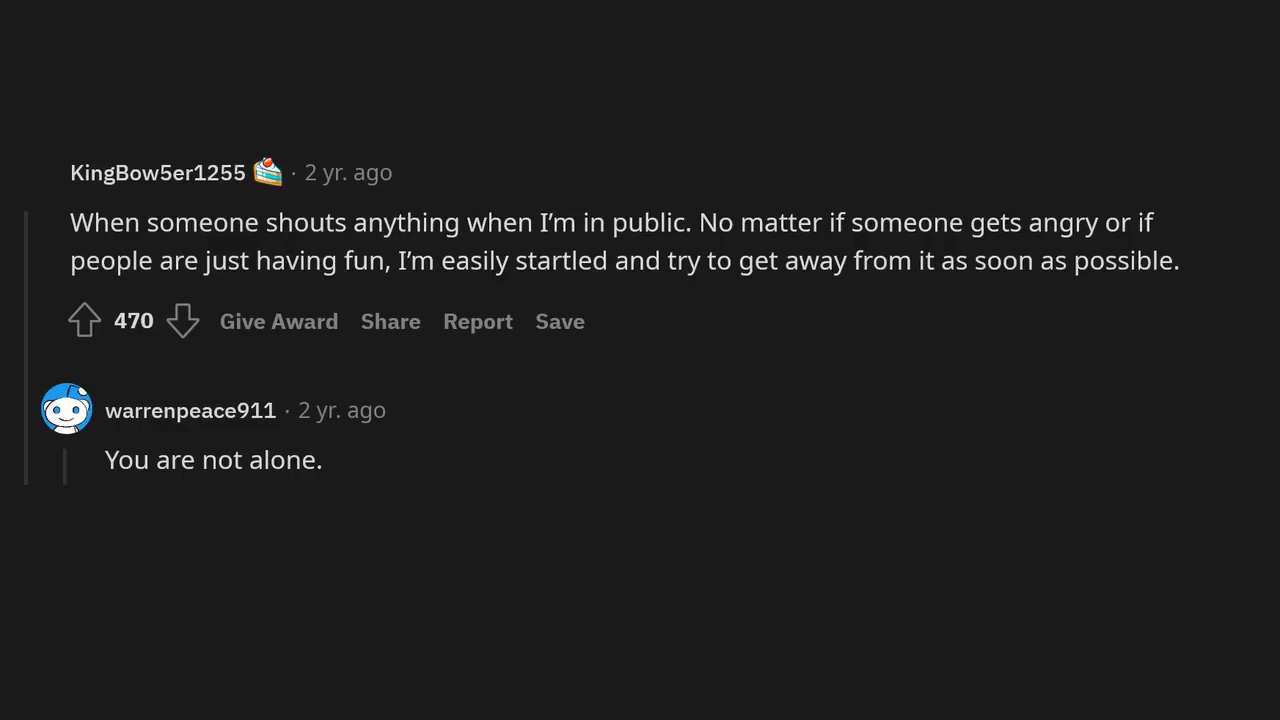 KingBow5er1255 · 2 yr. ago
When someone shouts anything when I’m in public. No matter if someone gets angry or if
people are just having fun, I’m easily startled and try to get away from it as soon as possible.
470 Give Award Share Report Save
warrenpeace911 · 2 yr. ago
You are not alone.